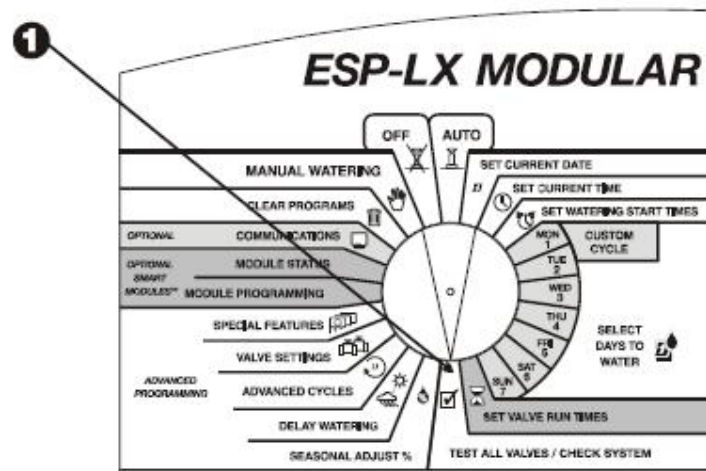 1
ESP-LX MODULAR
OFF
AUTO
MANUAL WATERING
SET CURRENT DATE
CLEAR PROGRAMS
SET CURRENT TIME
SET WATERING START TIMES
OPTIONAL
COMMUNICATIONS
MON
1
CUSTOM
CYCLE
OPTIONAL
SMART
MODULES™
MODULE STATUS
TUE
2
MODULE PROGRAMMING
WED
3
SPECIAL FEATURES
THU
4
SELECT
DAYS TO
WATER
VALVE SETTINGS
FRI
5
ADVANCED
PROGRAMMING
ADVANCED CYCLES
SAT
6
SUN
7
DELAY WATERING
SET VALVE RUN TIMES
SEASONAL ADJUST %
TEST ALL VALVES / CHECK SYSTEM